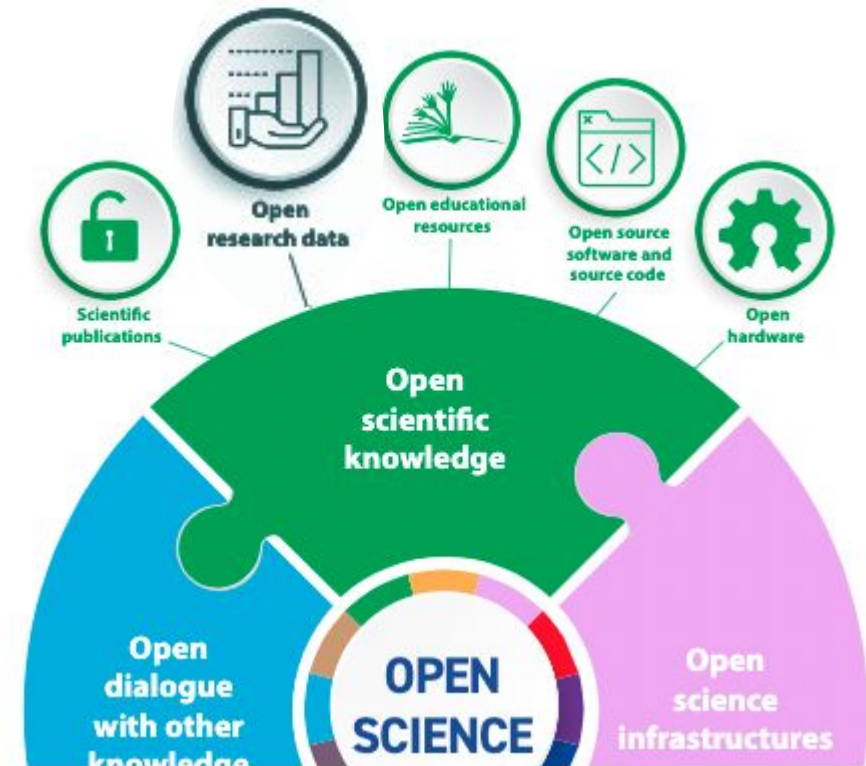 Open
research data
Open educational
resources
Open source
software and
source code
Scientific
publications
Open
hardware
Open
scientific
knowledge
Open
dialogue
with other
knowledge
OPEN
SCIENCE
Open
science
infrastructures